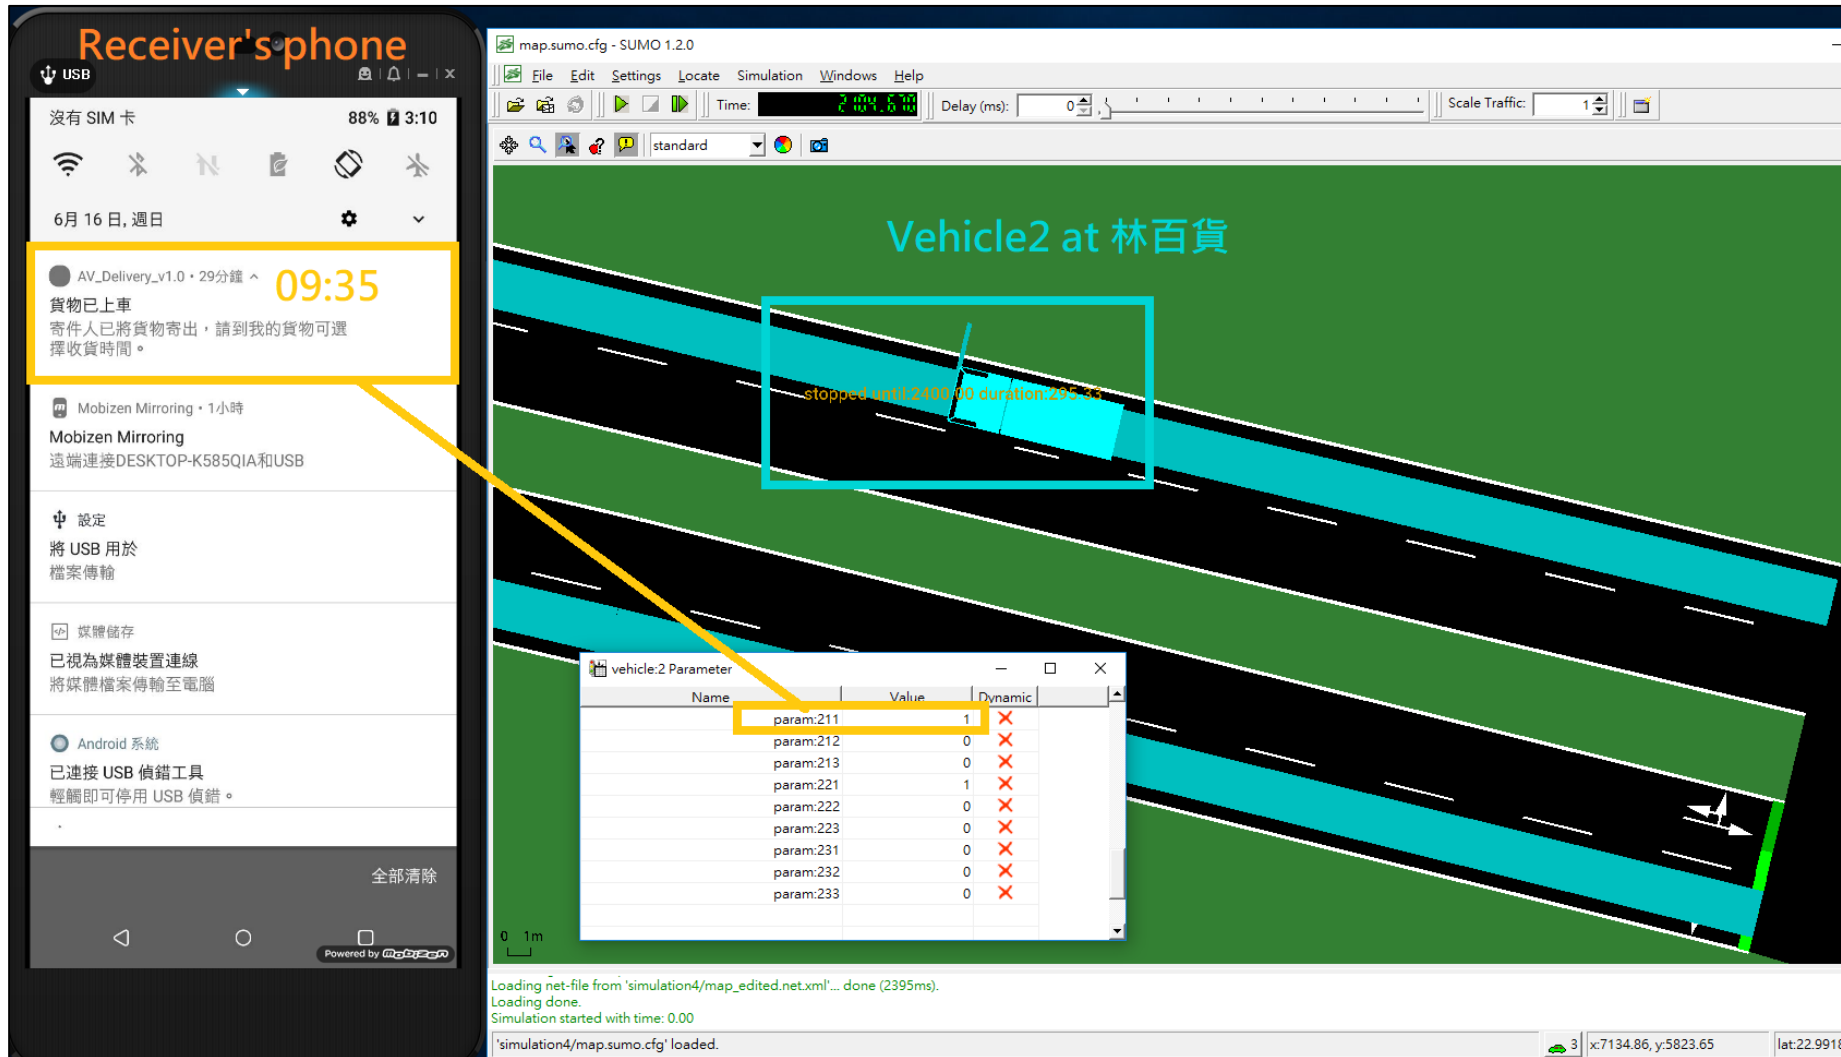 Receiver's phone
USB
沒有 SIM 卡
88% 3:10
6月 16 日, 週日
AV_Delivery_v1.0 • 29分鐘
09:35
貨物已上車
寄件人已將貨物寄出，請到我的貨物可選
擇收貨時間。
Mobizen Mirroring • 1小時
Mobizen Mirroring
遠端連接DESKTOP-K585QIA和USB
設定
將 USB 用於
檔案傳輸
媒體儲存
已視為媒體裝置連線
將媒體檔案傳輸至電腦
Android 系統
已連接 USB 偵錯工具
輕觸即可停用 USB 偵錯。
全部清除
Powered by mobizen
map.sumo.cfg - SUMO 1.2.0
File Edit Settings Locate Simulation Windows Help
Time: 2104.670 Delay (ms): 0 Scale Traffic: 1
standard
Vehicle2 at 林百貨
stopped until:2400.00 duration:295.33
vehicle:2 Parameter
Name Value Dynamic
param:211 1
param:212 0
param:213 0
param:221 1
param:222 0
param:223 0
param:231 0
param:232 0
param:233 0
0 1m
Loading net-file from 'simulation4/map_edited.net.xml'... done (2395ms).
Loading done.
Simulation started with time: 0.00
'simulation4/map.sumo.cfg' loaded.
3 x:7134.86, y:5823.65 lat:22.9918